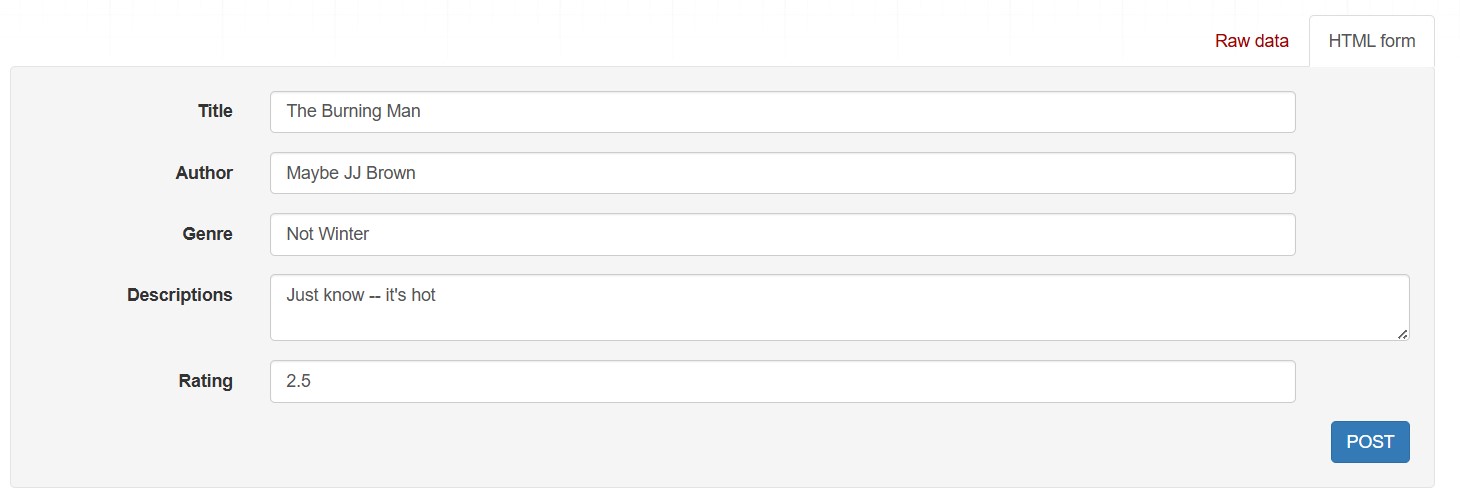 Raw data
HTML form
Title
The Burning Man
Author
Maybe JJ Brown
Genre
Not Winter
Descriptions
Just know -- it's hot
Rating
2.5
POST